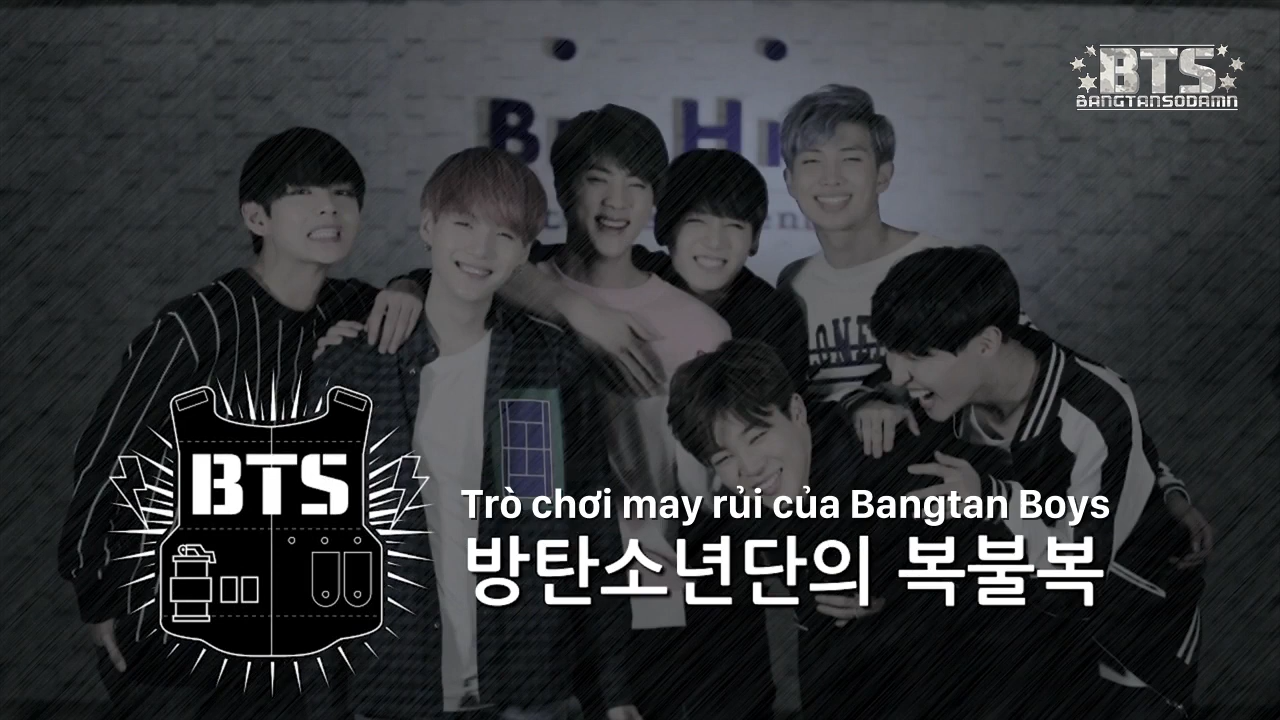 BTS
BANGTANSODAMN
BTS
Trò chơi may rủi của Bangtan Boys
방탄소년단의 복불복